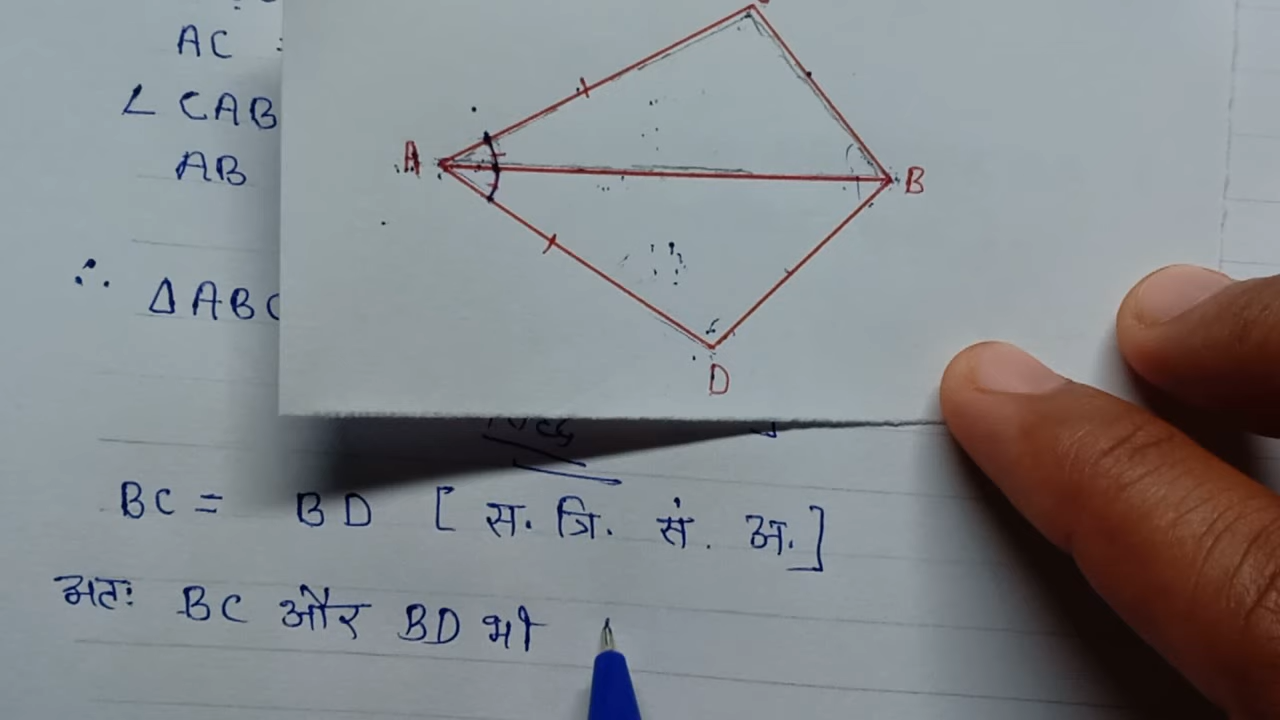 AC
∠ CAB
AB
∴ ΔABC
A
B
D
BC = BD [ स. त्रि. सं. अ. ]
अतः BC और BD भी